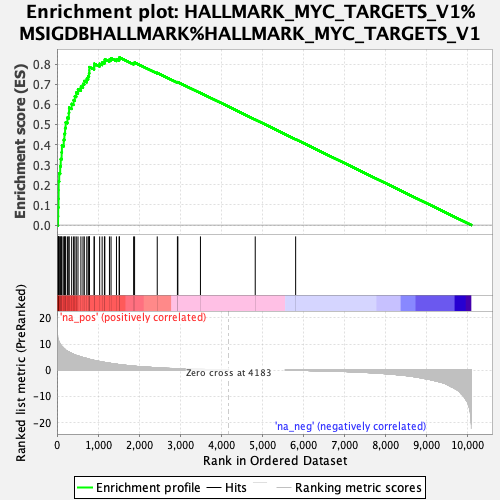 Enrichment plot: HALLMARK_MYC_TARGETS_V1%
MSIGDBHALLMARK%HALLMARK_MYC_TARGETS_V1
Enrichment score (ES)
0.8
0.7
0.6
0.5
0.4
0.3
0.2
0.1
0.0
'na_pos' (positively correlated)
Ranked list metric (PreRanked)
20
10
0
-10
-20
Zero cross at 4183
'na_neg' (negatively correlated)
0
1,000
2,000
3,000
4,000
5,000
6,000
7,000
8,000
9,000
10,000
Rank in Ordered Dataset
Enrichment profile
Hits
Ranking metric scores